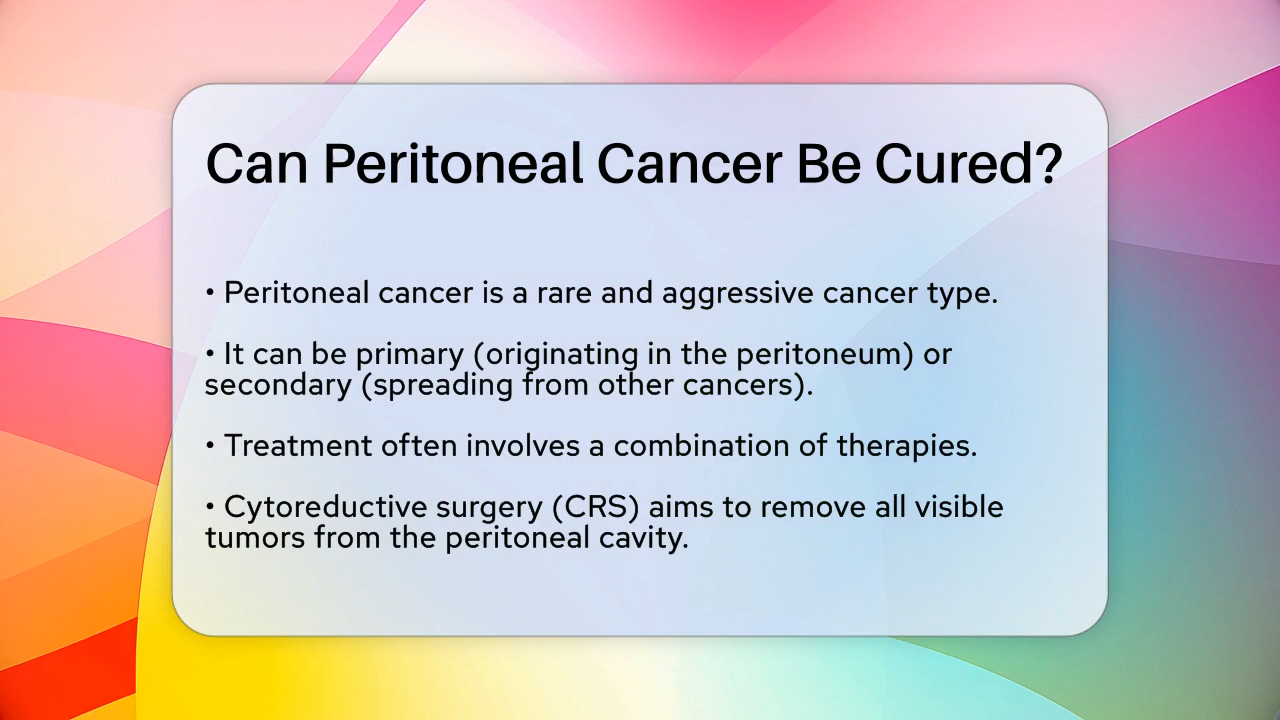 Can Peritoneal Cancer Be Cured?
• Peritoneal cancer is a rare and aggressive cancer type.
• It can be primary (originating in the peritoneum) or
secondary (spreading from other cancers).
• Treatment often involves a combination of therapies.
• Cytoreductive surgery (CRS) aims to remove all visible
tumors from the peritoneal cavity.